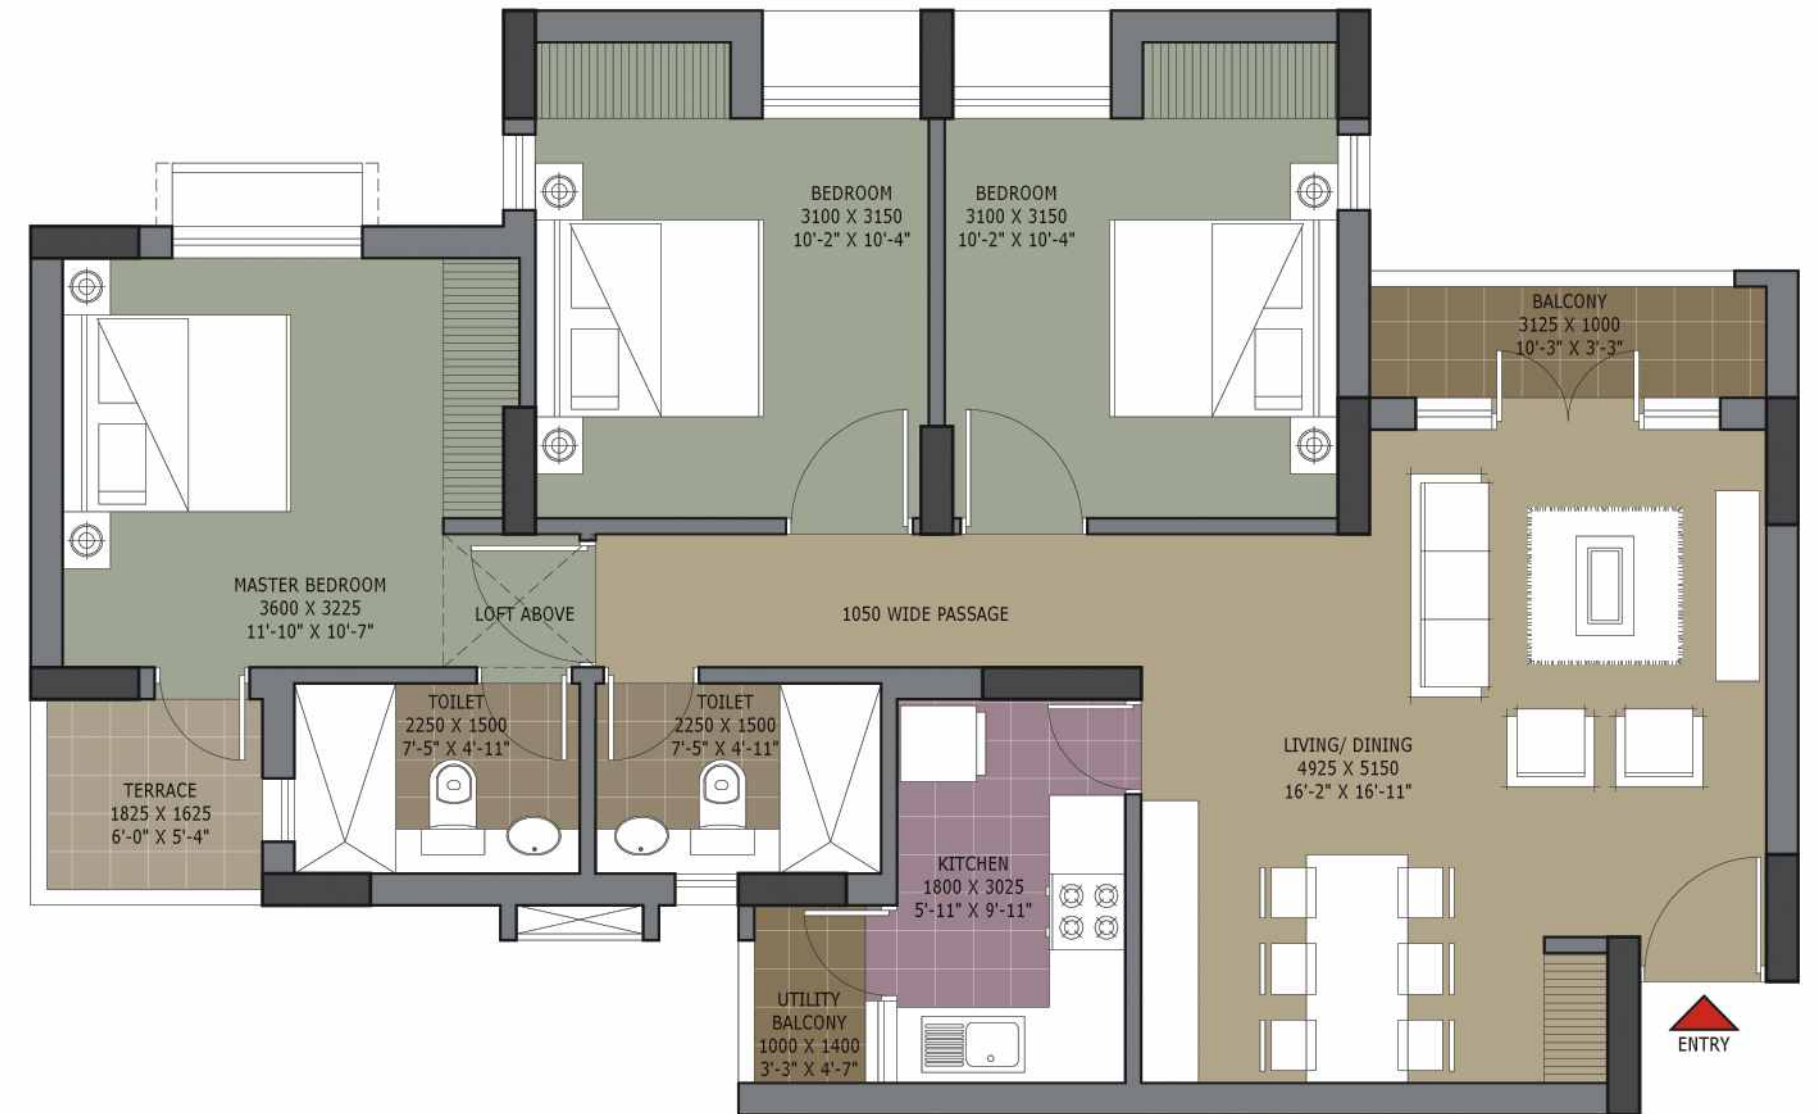 BEDROOM
3100 X 3150
10'-2" X 10'-4"
BEDROOM
3100 X 3150
10'-2" X 10'-4"
BALCONY
3125 X 1000
10'-3" X 3'-3"
MASTER BEDROOM
3600 X 3225
11'-10" X 10'-7"
LOFT ABOVE
1050 WIDE PASSAGE
TOILET
2250 X 1500
7'-5" X 4'-11"
TOILET
2250 X 1500
7'-5" X 4'-11"
LIVING/ DINING
4925 X 5150
16'-2" X 16'-11"
TERRACE
1825 X 1625
6'-0" X 5'-4"
KITCHEN
1800 X 3025
5'-11" X 9'-11"
UTILITY
BALCONY
1000 X 1400
3'-3" X 4'-7"
ENTRY